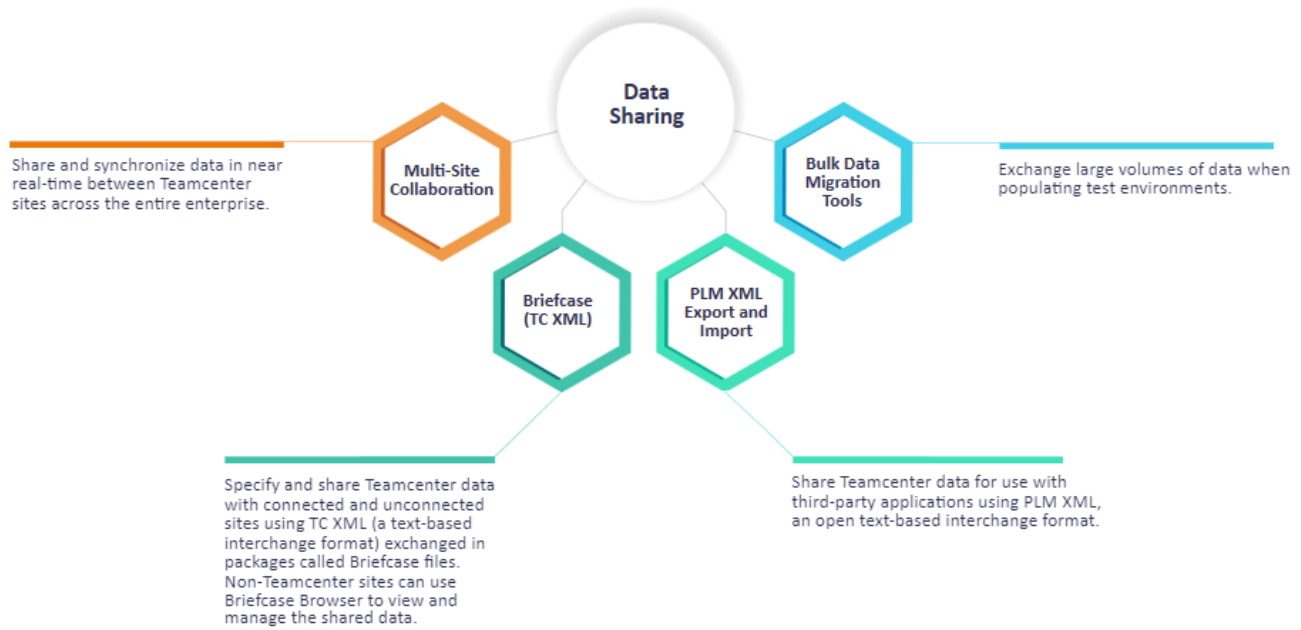 Data
Sharing
Multi-Site
Collaboration
Share and synchronize data in near
real-time between Teamcenter
sites across the entire enterprise.
Briefcase
(TC XML)
Specify and share Teamcenter data
with connected and unconnected
sites using TC XML (a text-based
interchange format) exchanged in
packages called Briefcase files.
Non-Teamcenter sites can use
Briefcase Browser to view and
manage the shared data.
PLM XML
Export and
Import
Share Teamcenter data for use with
third-party applications using PLM XML,
an open text-based interchange format.
Bulk Data
Migration
Tools
Exchange large volumes of data when
populating test environments.